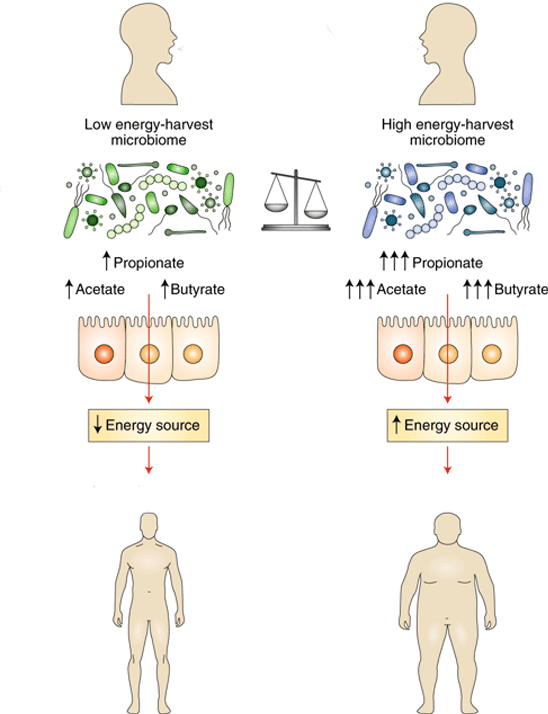 Low energy-harvest
microbiome
High energy-harvest
microbiome
↑ Propionate
↑ Acetate ↑ Butyrate
↑↑↑ Propionate
↑↑↑ Acetate ↑↑↑ Butyrate
↓ Energy source
↑ Energy source